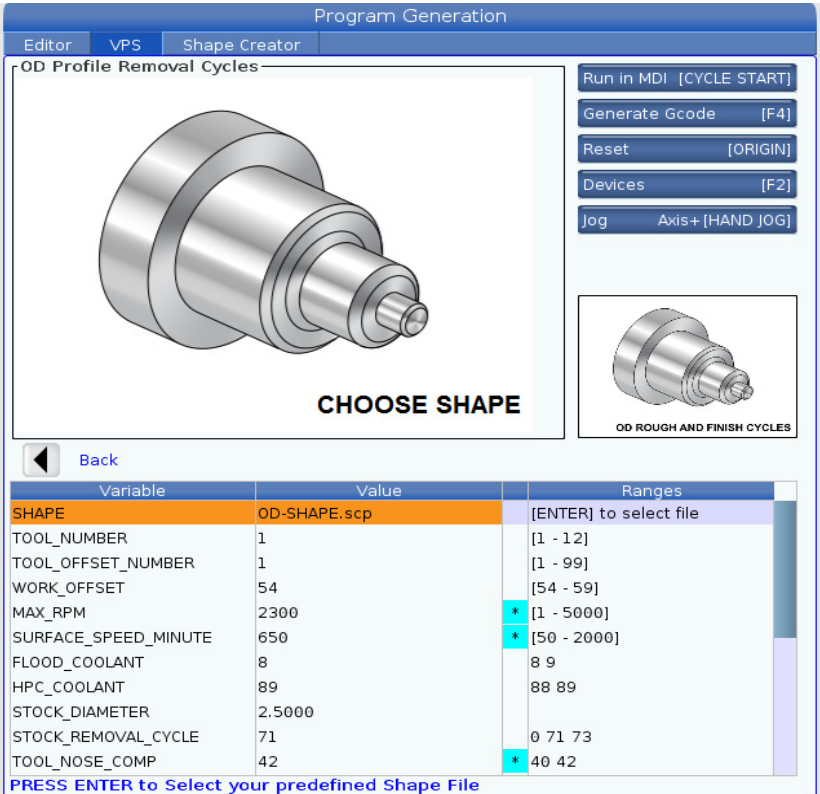 Program Generation
Editor VPS Shape Creator
OD Profile Removal Cycles
CHOOSE SHAPE
Run in MDI [CYCLE START]
Generate Gcode [F4]
Reset [ORIGIN]
Devices [F2]
Jog Axis+[HAND JOG]
OD ROUGH AND FINISH CYCLES
Back
Variable Value Ranges
SHAPE OD-SHAPE.scp [ENTER] to select file
TOOL_NUMBER 1 [1 - 12]
TOOL_OFFSET_NUMBER 1 [1 - 99]
WORK_OFFSET 54 [54 - 59]
MAX_RPM 2300 * [1 - 5000]
SURFACE_SPEED_MINUTE 650 * [50 - 2000]
FLOOD_COOLANT 8 8 9
HPC_COOLANT 89 88 89
STOCK_DIAMETER 2.5000
STOCK_REMOVAL_CYCLE 71 0 71 73
TOOL_NOSE_COMP 42 * 40 42
PRESS ENTER to Select your predefined Shape File